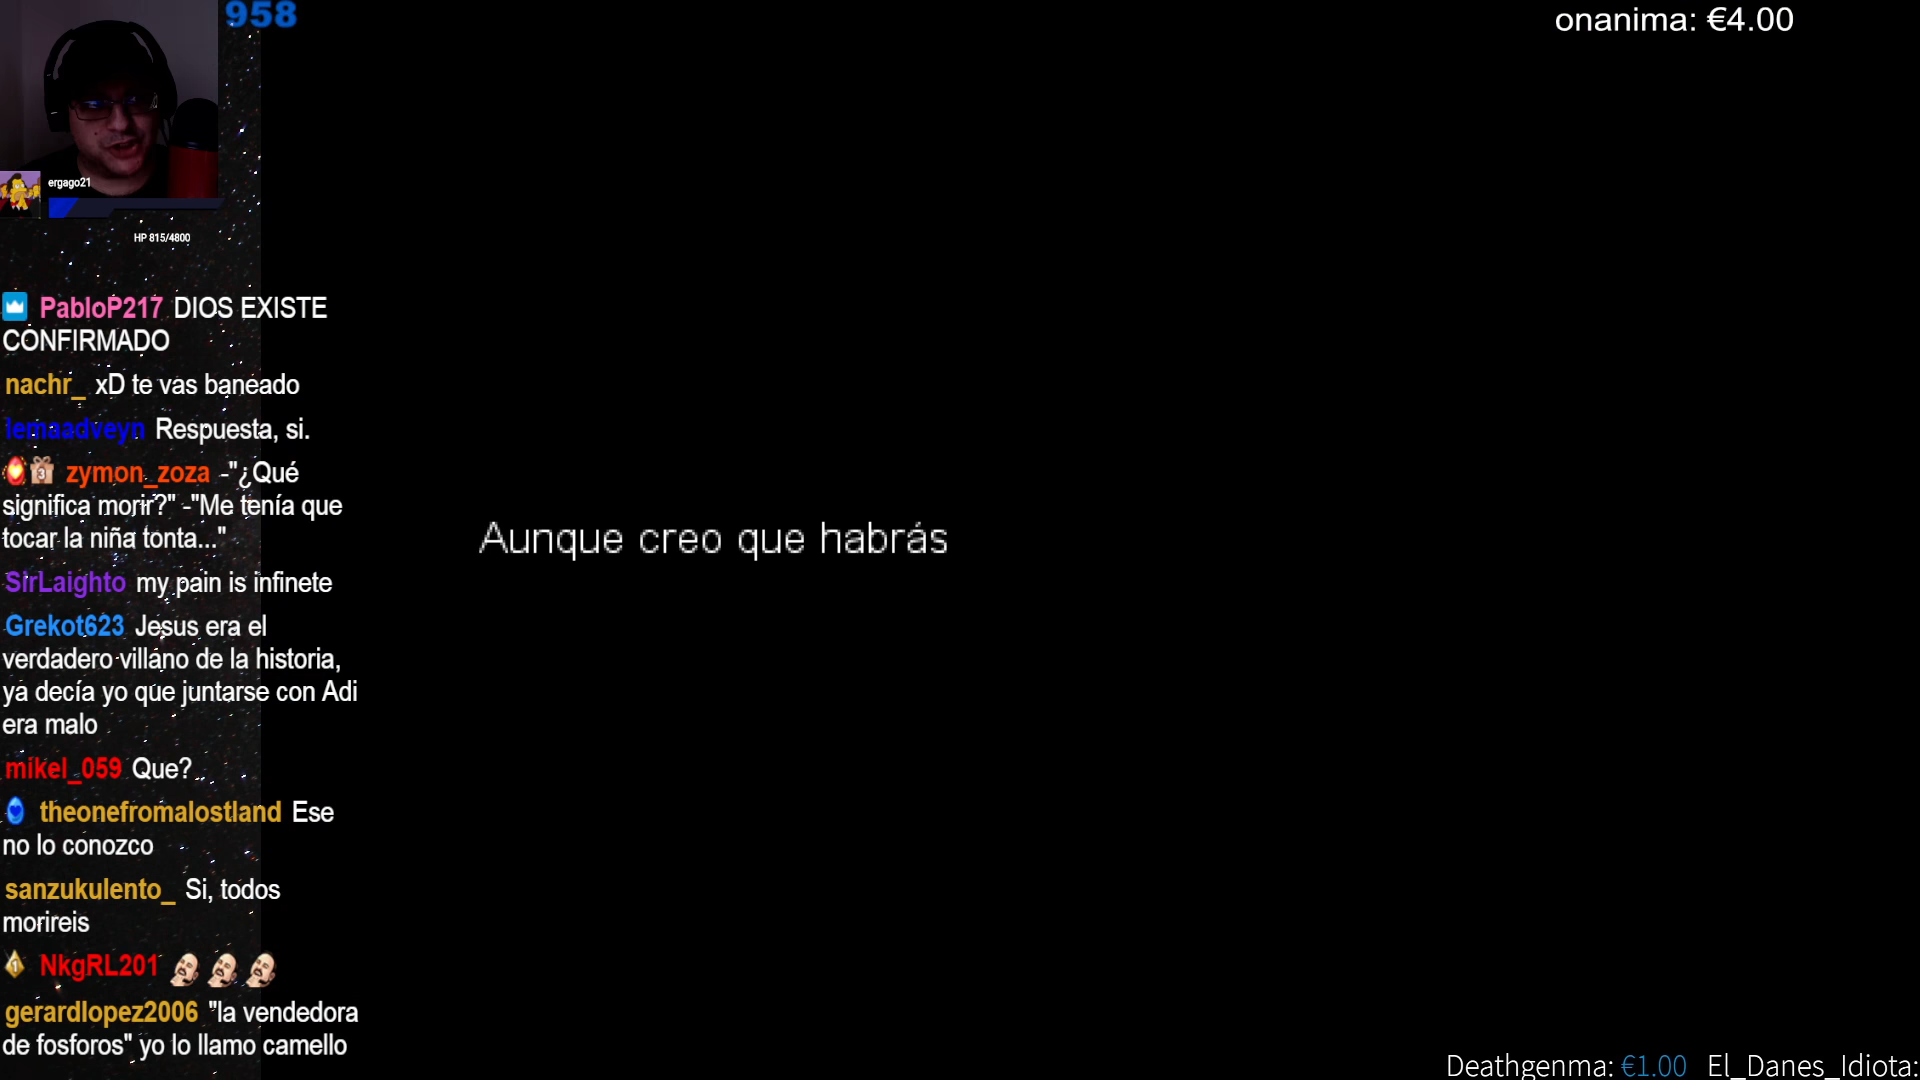 958
onanima: €4.00
ergago21
HP 815/4800
PabloP217 DIOS EXISTE
CONFIRMADO
nachr_ xD te vas baneado
lemaadveyn Respuesta, si.
3 zymon_zoza -"¿Qué
significa morir?" -"Me tenía que
tocar la niña tonta..."
SirLaighto my pain is infinete
Grekot623 Jesus era el
verdadero villano de la historia,
ya decía yo que juntarse con Adi
era malo
mikel_059 Que?
theonefromalostland Ese
no lo conozco
sanzukulento_ Si, todos
morireis
1 NkgRL201
gerardlopez2006 "la vendedora
de fosforos" yo lo llamo camello
Aunque creo que habrás
Deathgenma: €1.00 El_Danes_Idiota: